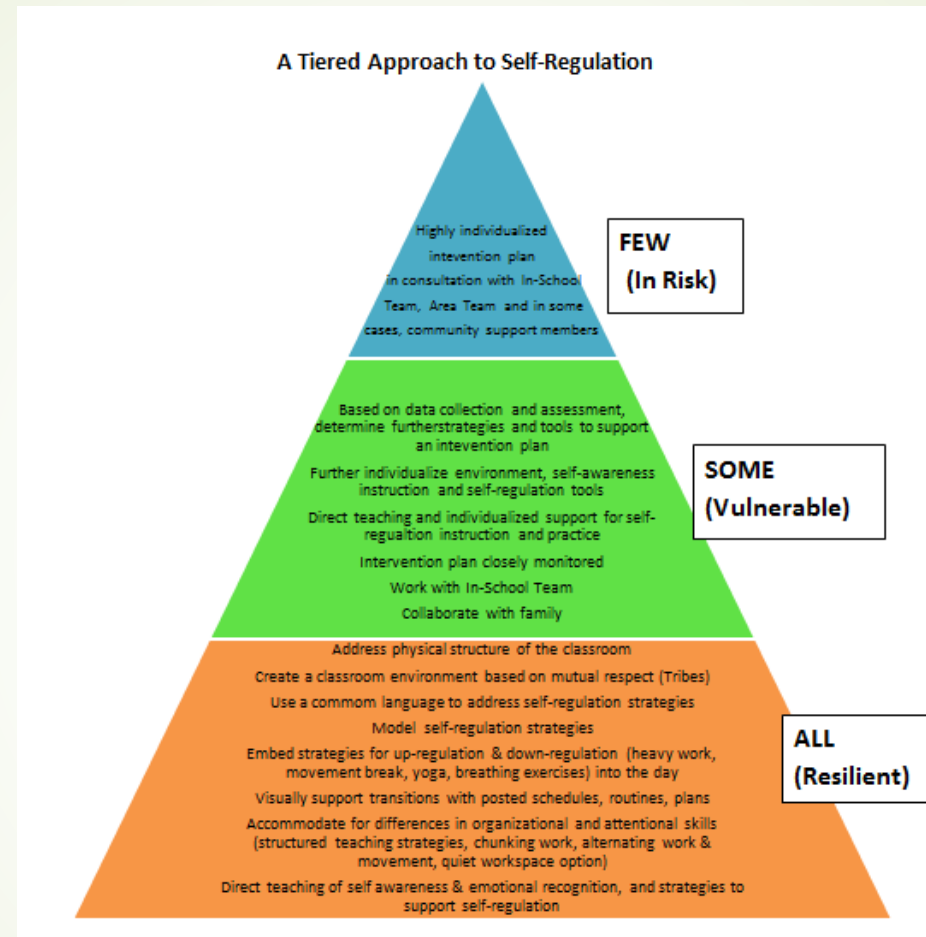 A Tiered Approach to Self-Regulation
Highly individualized
intevention plan
in consultation with In-School
Team, Area Team and in some
cases, community support members
FEW
(In Risk)
Based on data collection and assessment,
determine furtherstrategies and tools to support
an intevention plan
Further individualize environment, self-awareness
instruction and self-regulation tools
Direct teaching and individualized support for self-
regualtion instruction and practice
Intervention plan closely monitored
Work with In-School Team
Collaborate with family
SOME
(Vulnerable)
Address physical structure of the classroom
Create a classroom environment based on mutual respect (Tribes)
Use a commom language to address self-regulation strategies
Model self-regulation strategies
Embed strategies for up-regulation & down-regulation (heavy work,
movement break, yoga, breathing exercises) into the day
Visually support transitions with posted schedules, routines, plans
Accommodate for differences in organizational and attentional skills
(structured teaching strategies, chunking work, alternating work &
movement, quiet workspace option)
Direct teaching of self awareness & emotional recognition, and strategies to
support self-regulation
ALL
(Resilient)